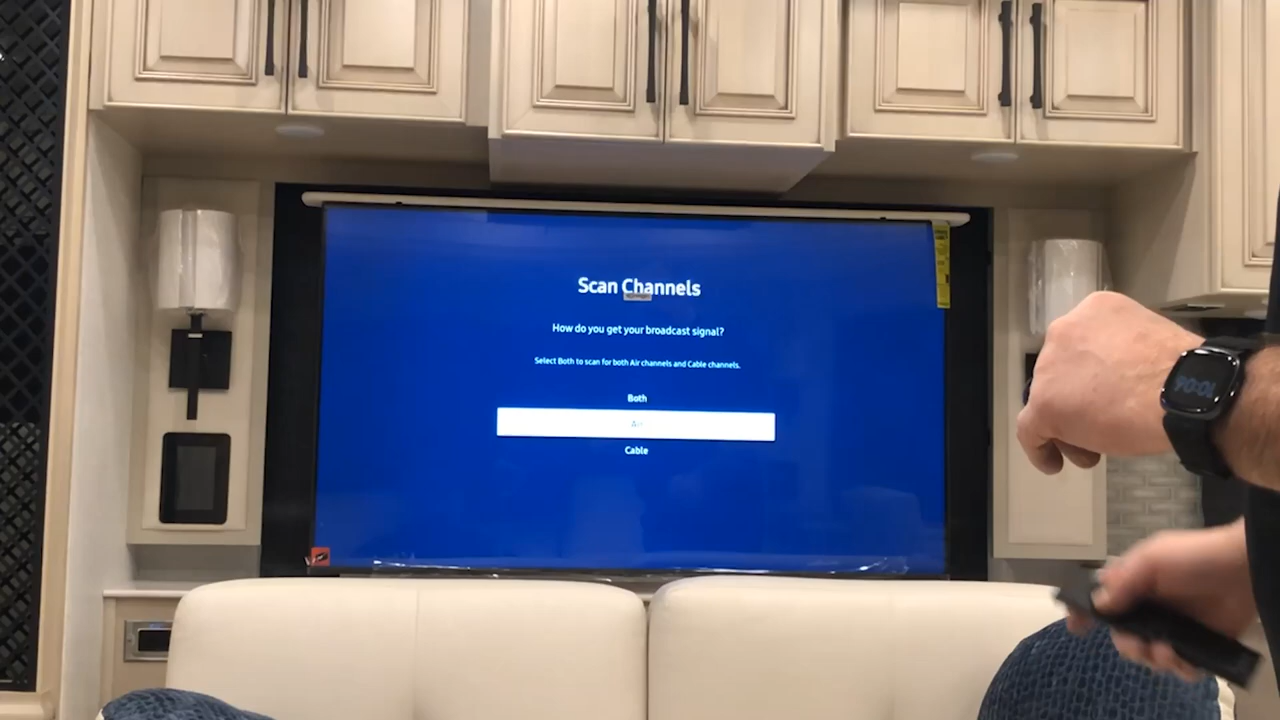 Scan Channels
How do you get your broadcast signal?
Select Both to scan for both Air channels and Cable channels.
Both
Air
Cable